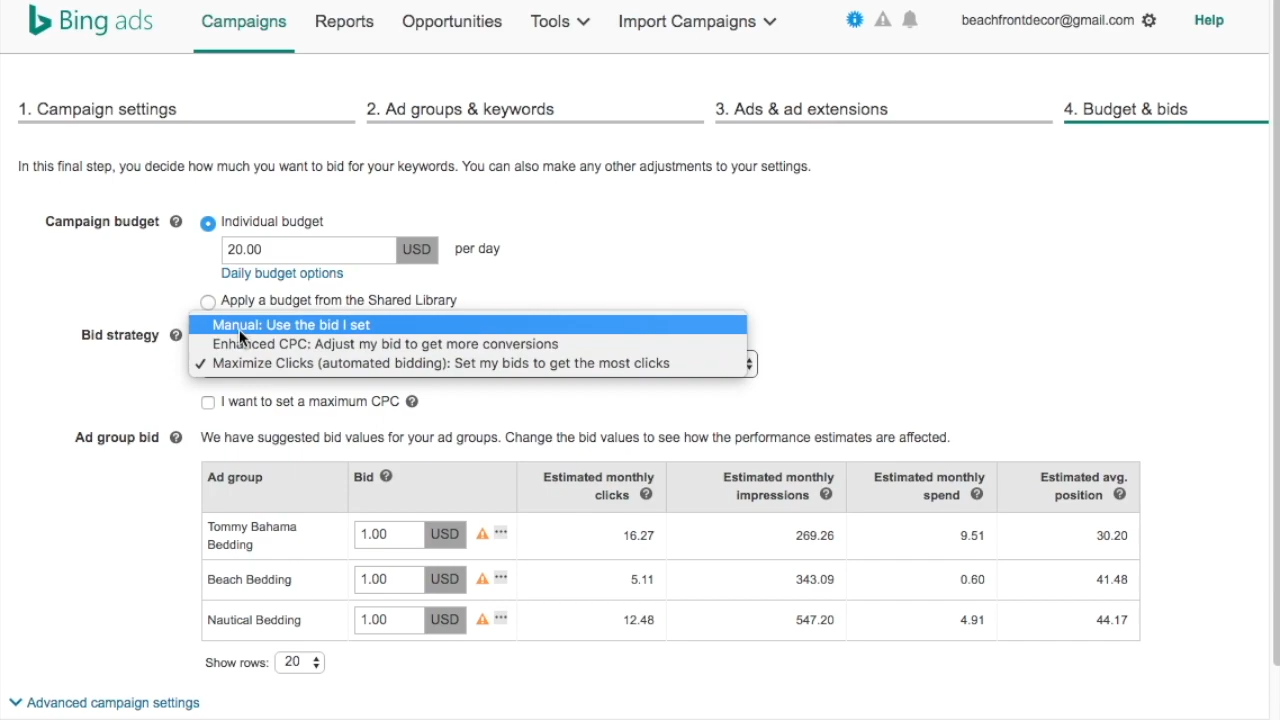 Bing ads Campaigns Reports Opportunities Tools Import Campaigns beachfrontdecor@gmail.com Help
1. Campaign settings 2. Ad groups & keywords 3. Ads & ad extensions 4. Budget & bids
In this final step, you decide how much you want to bid for your keywords. You can also make any other adjustments to your settings.
Campaign budget Individual budget
20.00 USD per day
Daily budget options
Apply a budget from the Shared Library
Bid strategy
Manual: Use the bid I set
Enhanced CPC: Adjust my bid to get more conversions
✓ Maximize Clicks (automated bidding): Set my bids to get the most clicks
I want to set a maximum CPC
Ad group bid We have suggested bid values for your ad groups. Change the bid values to see how the performance estimates are affected.
Ad group Bid Estimated monthly clicks Estimated monthly impressions Estimated monthly spend Estimated avg. position
Tommy Bahama Bedding 1.00 USD 16.27 269.26 9.51 30.20
Beach Bedding 1.00 USD 5.11 343.09 0.60 41.48
Nautical Bedding 1.00 USD 12.48 547.20 4.91 44.17
Show rows: 20
Advanced campaign settings